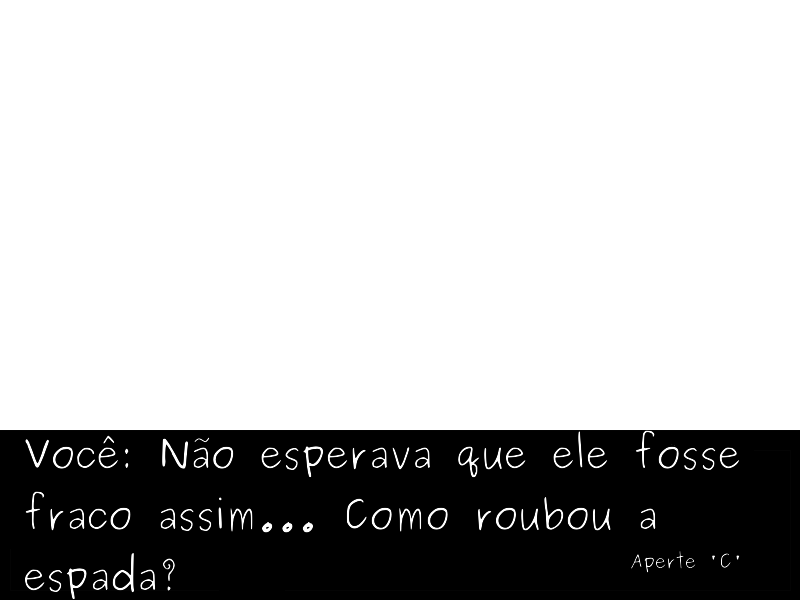 Você: Não esperava que ele fosse
fraco assim... Como roubou a
espada?
Aperte 'C'